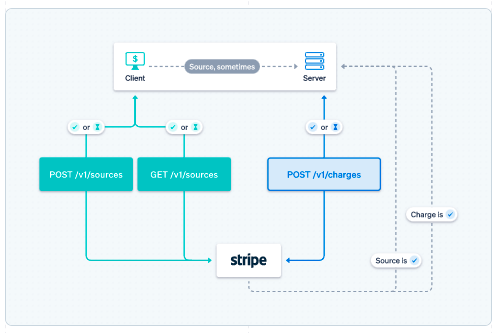 $
Source, sometimes
Client
Server
or
or
or
POST /v1/sources
GET /v1/sources
POST /v1/charges
Charge is
stripe
Source is